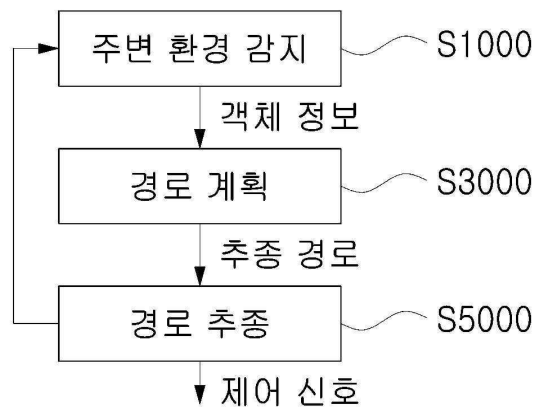 주변 환경 감지 S1000
객체 정보
경로 계획 S3000
추종 경로
경로 추종 S5000
제어 신호